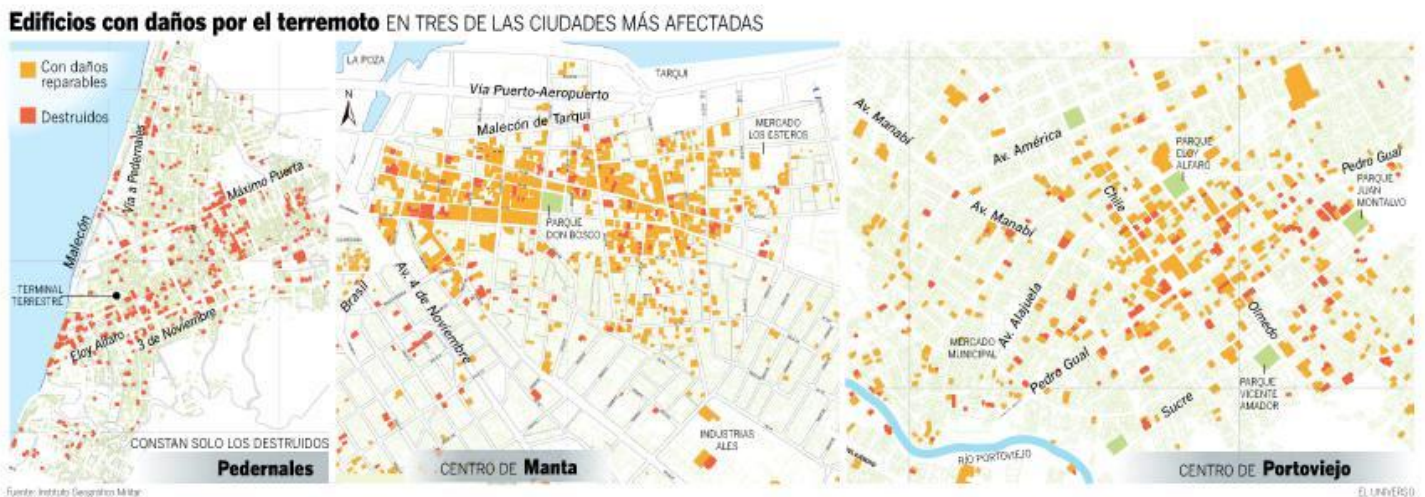 Edificios con daños por el terremoto EN TRES DE LAS CIUDADES MÁS AFECTADAS
Con daños
reparables
Destruidos
Vía a Pedernales
Máximo Puerta
Malecón
TERMINAL
TERRESTRE
Eloy Alfaro
3 de Noviembre
CONSTAN SOLO LOS DESTRUIDOS
Pedernales
LA POZA
TARQUI
N
Vía Puerto-Aeropuerto
Malecón de Tarqui
MERCADO
LOS ESTEROS
PARQUE
DON BOSCO
Brasil
Av. 4 de Noviembre
INDUSTRIAS
ALES
CENTRO DE Manta
Av. Manabí
Av. América
PARQUE
ELOY
ALFARO
Pedro Gual
PARQUE
JUAN
MONTALVO
Chile
Av. Manabí
Av. Alajuela
Olmedo
MERCADO
MUNICIPAL
Pedro Gual
PARQUE
VICENTE
AMADOR
Sucre
RÍO PORTOVIEJO
CENTRO DE Portoviejo
Fuente: Instituto Geográfico Militar
EL UNIVERSO